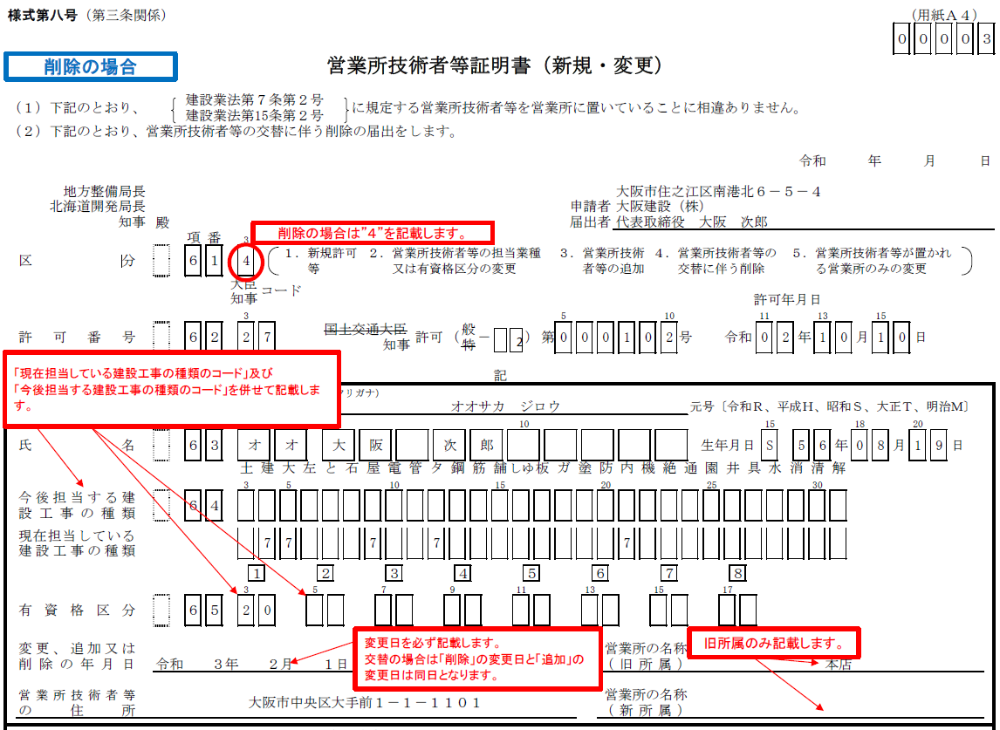 様式第八号（第三条関係）
（用紙Ａ４）
0 0 0 0 3
削除の場合
営業所技術者等証明書（新規・変更）
（１）下記のとおり、｛建設業法第７条第２号
建設業法第15条第２号｝に規定する営業所技術者等を営業所に置いていることに相違ありません。
（２）下記のとおり、営業所技術者等の交替に伴う削除の届出をします。
令和　年　月　日
地方整備局長
北海道開発局長
知事　殿
大阪市住之江区南港北６－５－４
申請者 大阪建設（株）
届出者 代表取締役　大阪　次郎
削除の場合は”4”を記載します。
項番
3
区分 6 1 4
１．新規許可等　２．営業所技術者等の担当業種又は有資格区分の変更　３．営業所技術者等の追加　４．営業所技術者等の交替に伴う削除　５．営業所技術者等が置かれる営業所のみの変更
大臣
知事 コード
許可年月日
3 5 10 11 13 15
許可番号 6 2 2 7 国土交通大臣 知事 許可（般 特－ 2）第 0 0 0 1 0 2 号 令和 0 2 年 1 0 月 1 0 日
記
「現在担当している建設工事の種類のコード」及び
「今後担当する建設工事の種類のコード」を併せて記載しま
す。
フリガナ）
オオサカ　ジロウ
元号〔令和Ｒ、平成Ｈ、昭和Ｓ、大正Ｔ、明治Ｍ〕
10 15 18 20
氏名 6 3 オ オ 大 阪 次 郎 生年月日 S 5 6 年 0 8 月 1 9 日
土 建 大 左 と 石 屋 電 管 タ 鋼 筋 舗 しゅ 板 ガ 塗 防 内 機 絶 通 園 井 具 水 消 清 解
3 5 10 15 20 25 30
今後担当する建
設工事の種類 6 4
現在担当している
建設工事の種類 7 7 7 7 7
1 2 3 4 5 6 7 8
3 5 7 9 11 13 15 17
有資格区分 6 5 2 0
変更、追加又は
削除の年月日 令和　３年　２月　１日
変更日を必ず記載します。
交替の場合は「削除」の変更日と「追加」の
変更日は同日となります。
営業所の名称
（旧所属） 本店
旧所属のみ記載します。
営業所技術者等
の住所 大阪市中央区大手前１－１－１１０１
営業所の名称
（新所属）